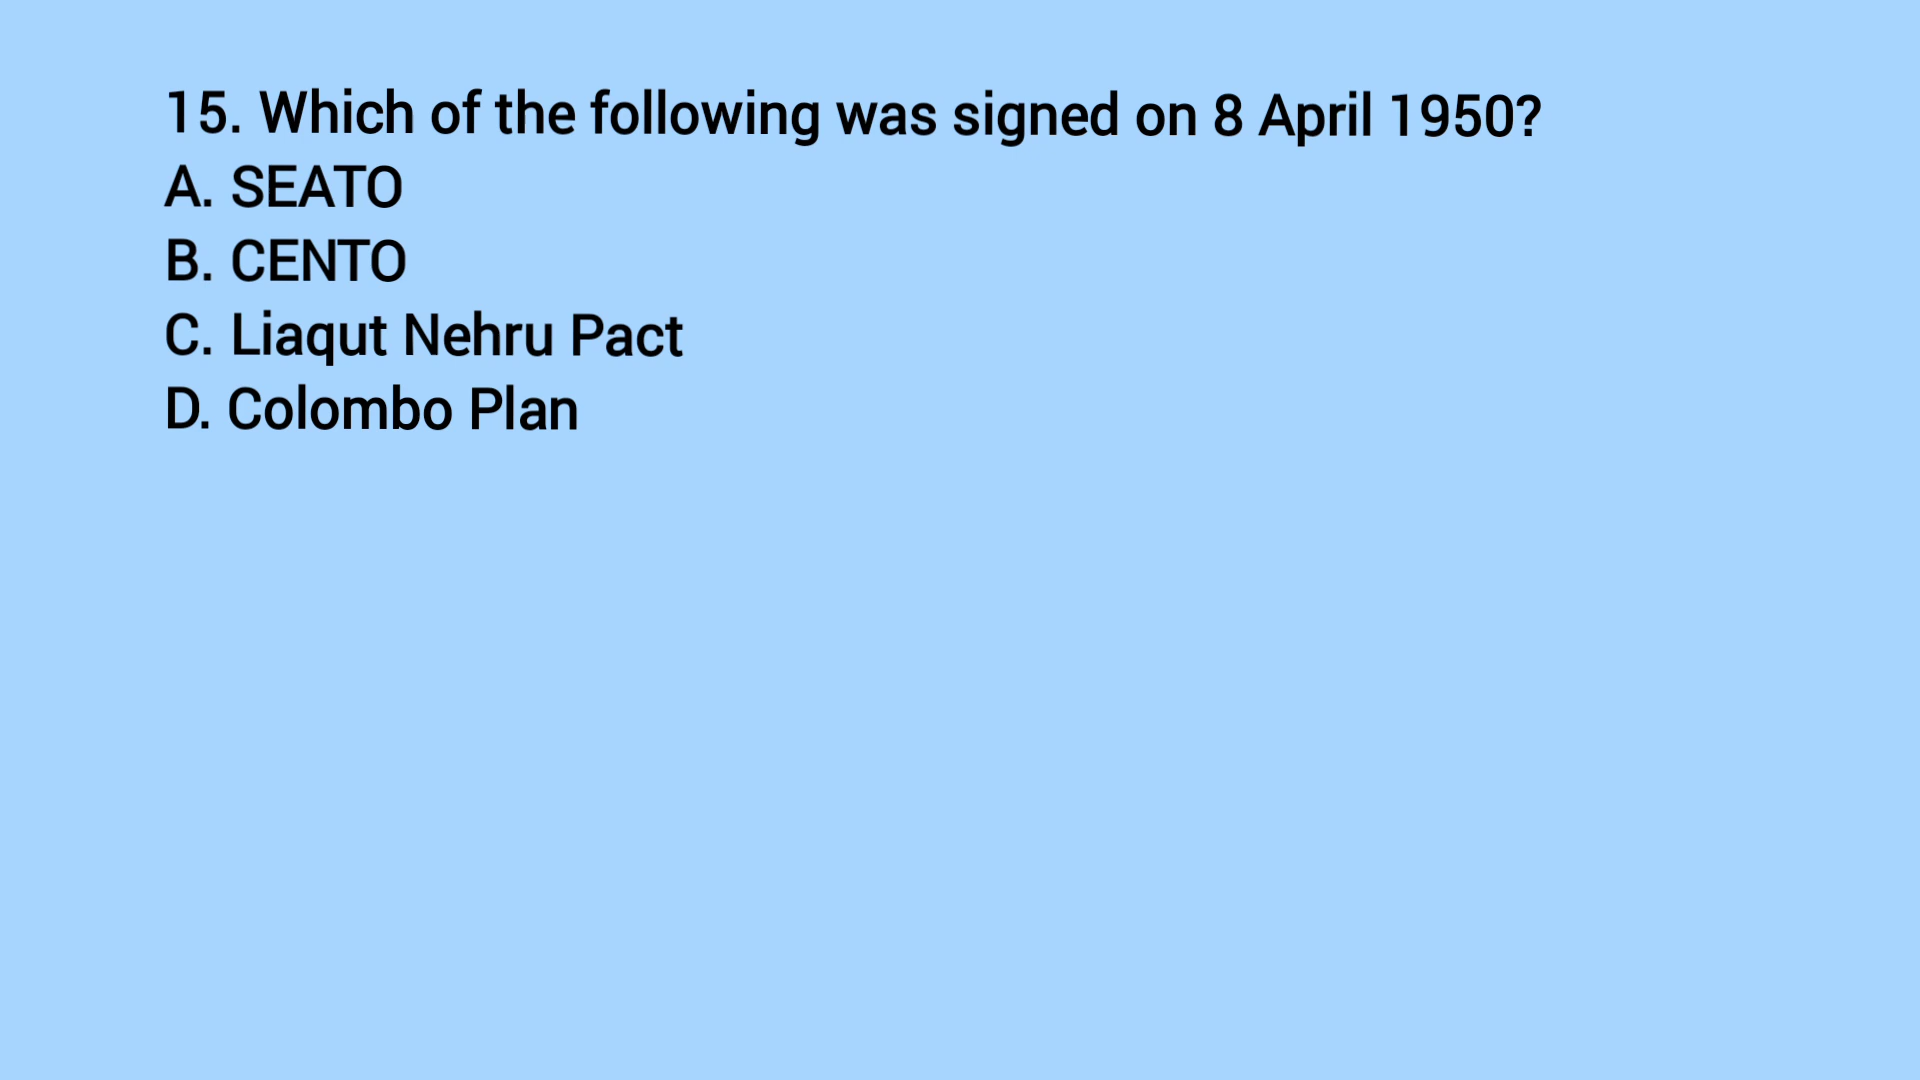 15. Which of the following was signed on 8 April 1950?
A. SEATO
B. CENTO
C. Liaqut Nehru Pact
D. Colombo Plan